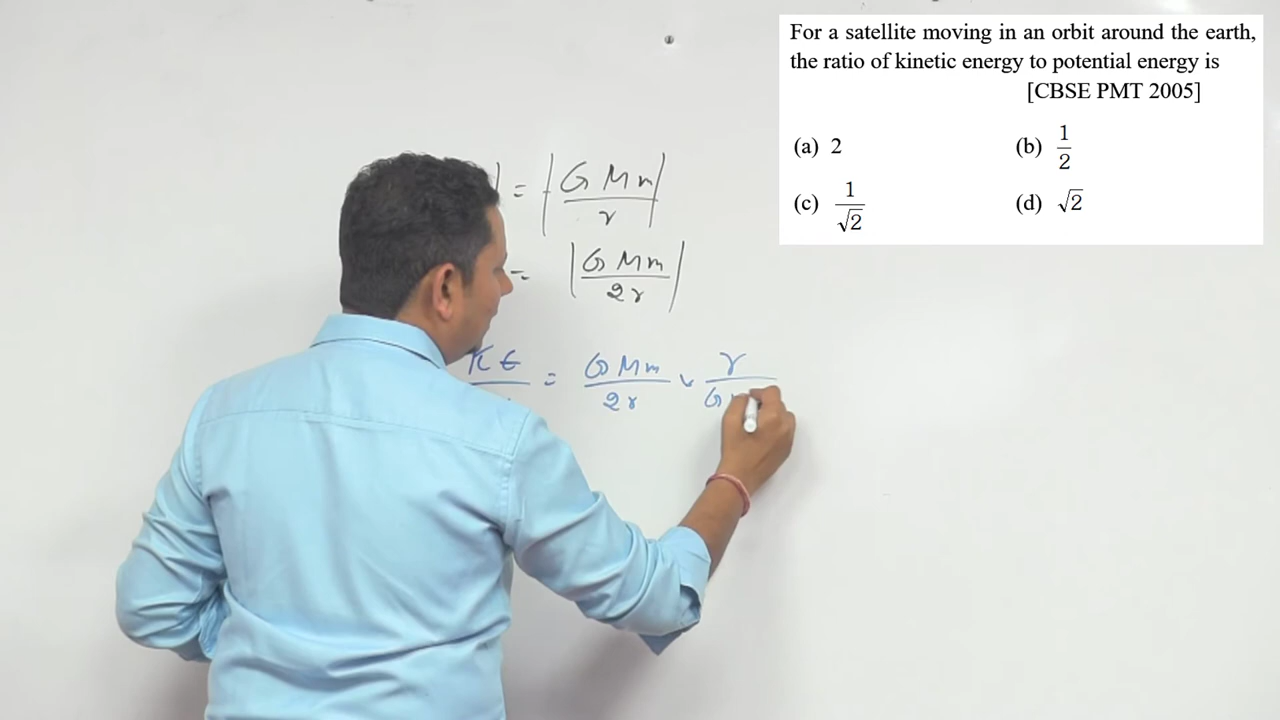 For a satellite moving in an orbit around the earth,
the ratio of kinetic energy to potential energy is
[CBSE PMT 2005]
(a) 2 (b) 1/2
(c) 1/√2 (d) √2
| = |GMm/r|
= |GMm/2r|
KE = GMm/2r × r/G